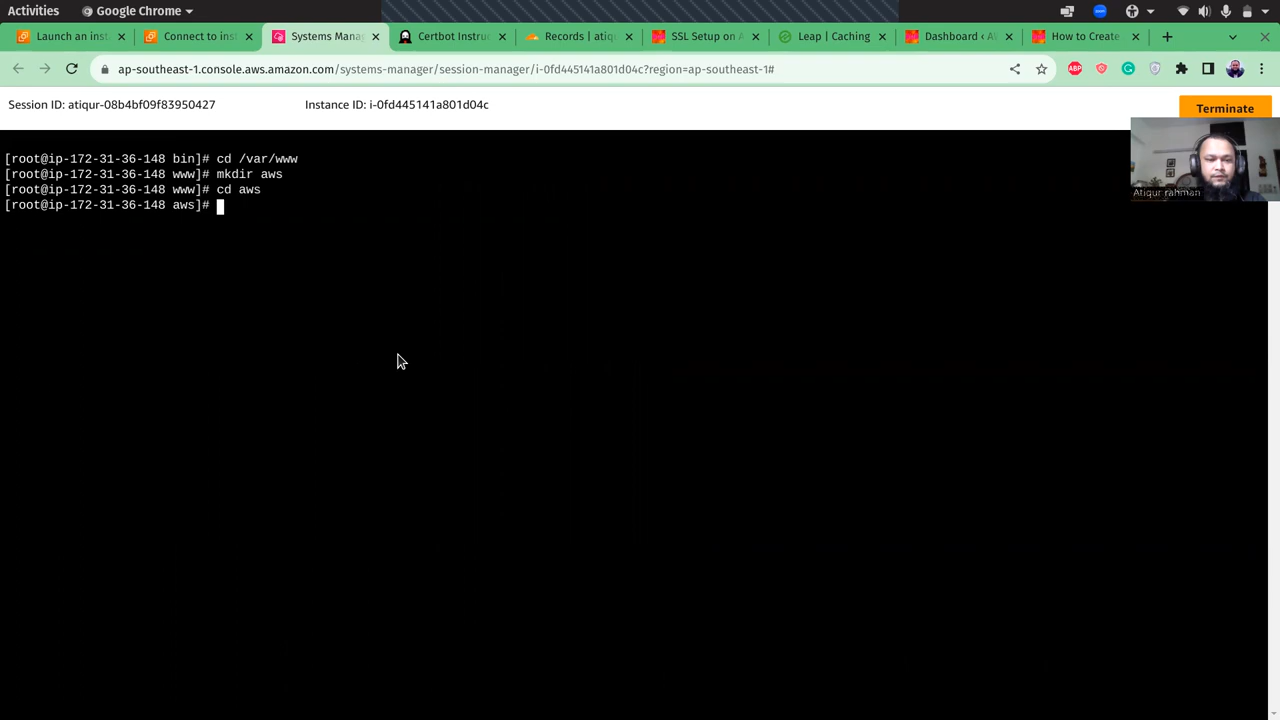 Activities
Google Chrome
Launch an inst
Connect to ins
Systems Mana
Certbot Instru
Records | atiq
SSL Setup on A
Leap | Caching
Dashboard ‹ Al
How to Create
ap-southeast-1.console.aws.amazon.com/systems-manager/session-manager/i-0fd445141a801d04c?region=ap-southeast-1#
ABP
Session ID: atiqur-08b4bf09f83950427
Instance ID: i-0fd445141a801d04c
Terminate
[root@ip-172-31-36-148 bin]# cd /var/www
[root@ip-172-31-36-148 www]# mkdir aws
[root@ip-172-31-36-148 www]# cd aws
[root@ip-172-31-36-148 aws]#
Atiqur rahman